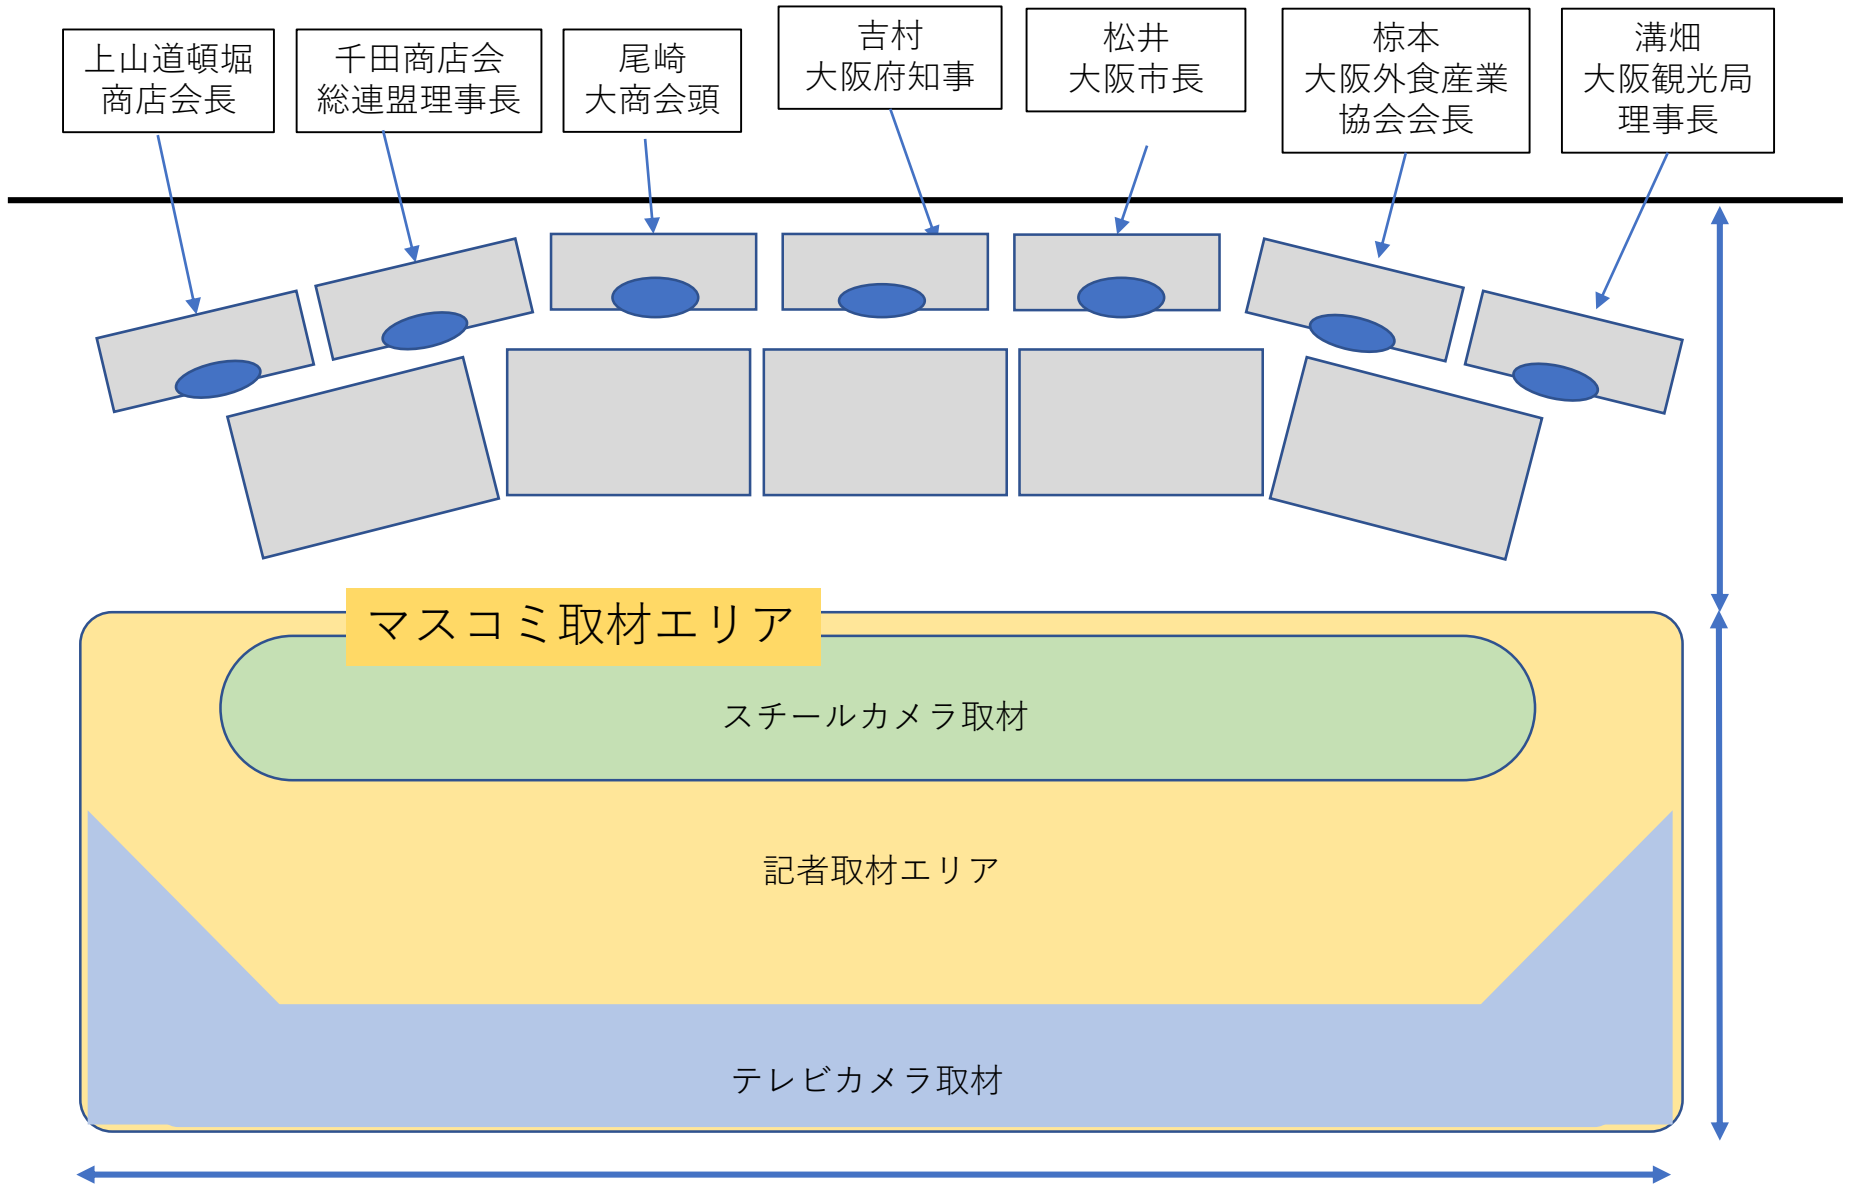 上山道頓堀
商店会長
千田商店会
総連盟理事長
尾崎
大商会頭
吉村
大阪府知事
松井
大阪市長
椋本
大阪外食産業
協会会長
溝畑
大阪観光局
理事長
マスコミ取材エリア
スチールカメラ取材
記者取材エリア
テレビカメラ取材